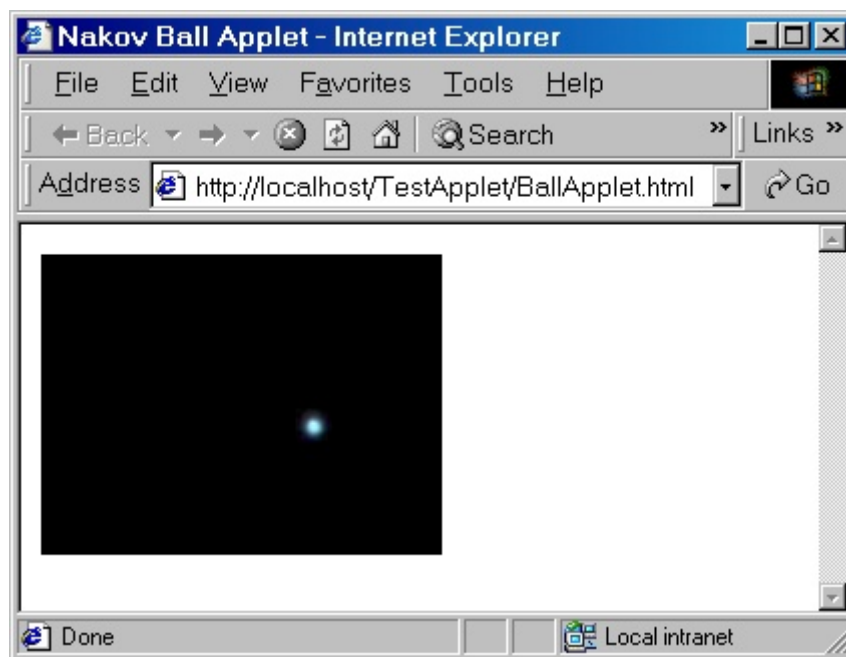 Nakov Ball Applet - Internet Explorer
File Edit View Favorites Tools Help
Back Search » Links »
Address http://localhost/TestApplet/BallApplet.html Go
Done Local intranet